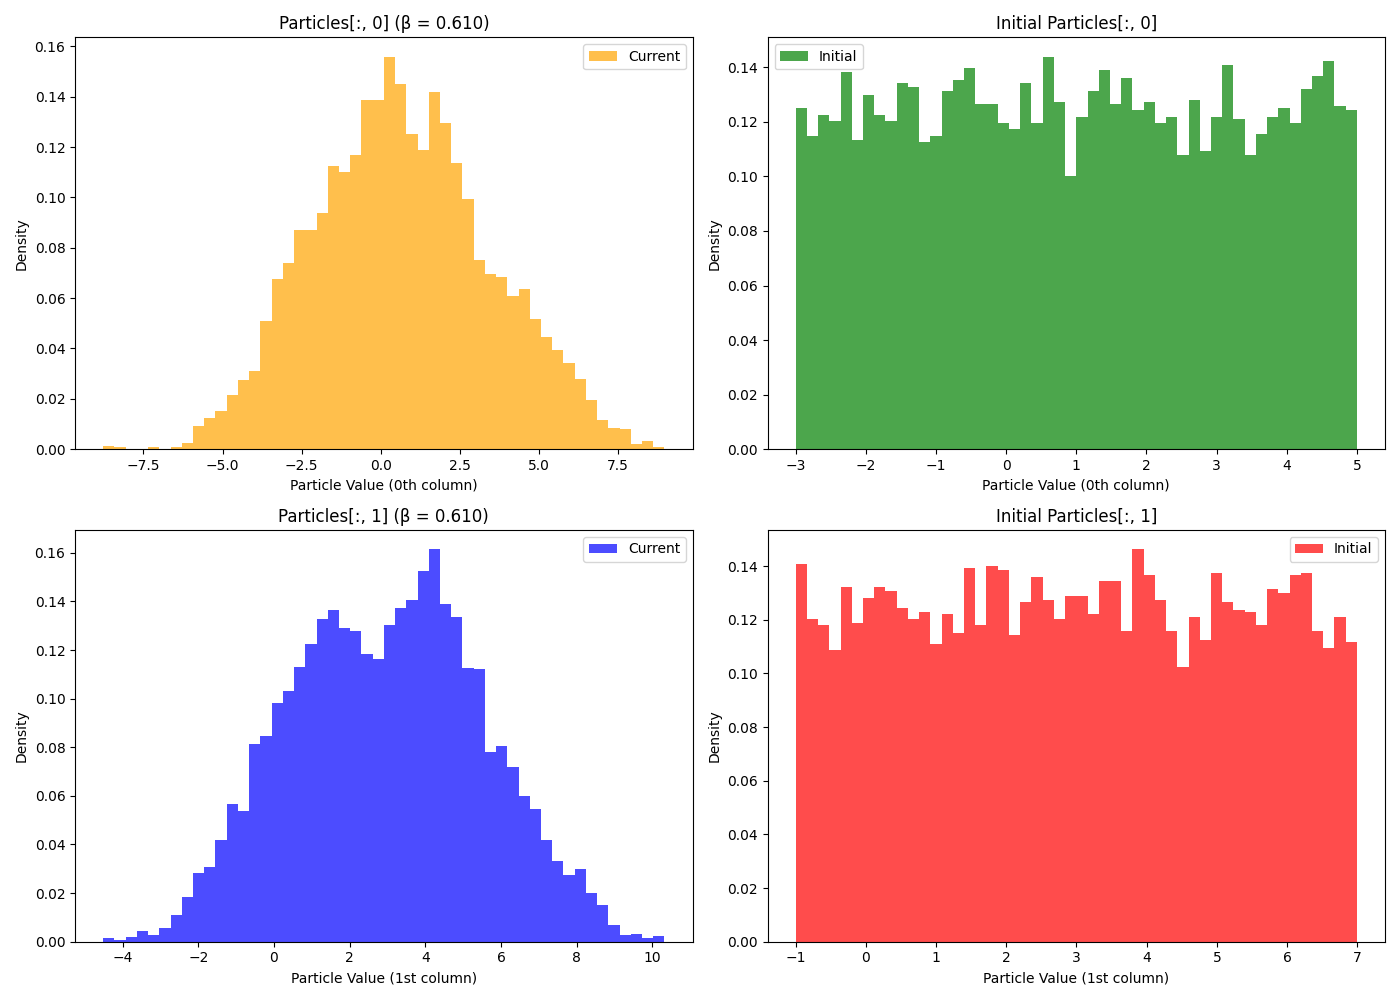 Particles[:, 0] (β = 0.610)
Current
0.16
0.14
0.12
0.10
0.08
0.06
0.04
0.02
0.00
Density
−7.5 −5.0 −2.5 0.0 2.5 5.0 7.5
Particle Value (0th column)
Initial Particles[:, 0]
Initial
0.14
0.12
0.10
0.08
0.06
0.04
0.02
0.00
Density
−3 −2 −1 0 1 2 3 4 5
Particle Value (0th column)
Particles[:, 1] (β = 0.610)
Current
0.16
0.14
0.12
0.10
0.08
0.06
0.04
0.02
0.00
Density
−4 −2 0 2 4 6 8 10
Particle Value (1st column)
Initial Particles[:, 1]
Initial
0.14
0.12
0.10
0.08
0.06
0.04
0.02
0.00
Density
−1 0 1 2 3 4 5 6 7
Particle Value (1st column)